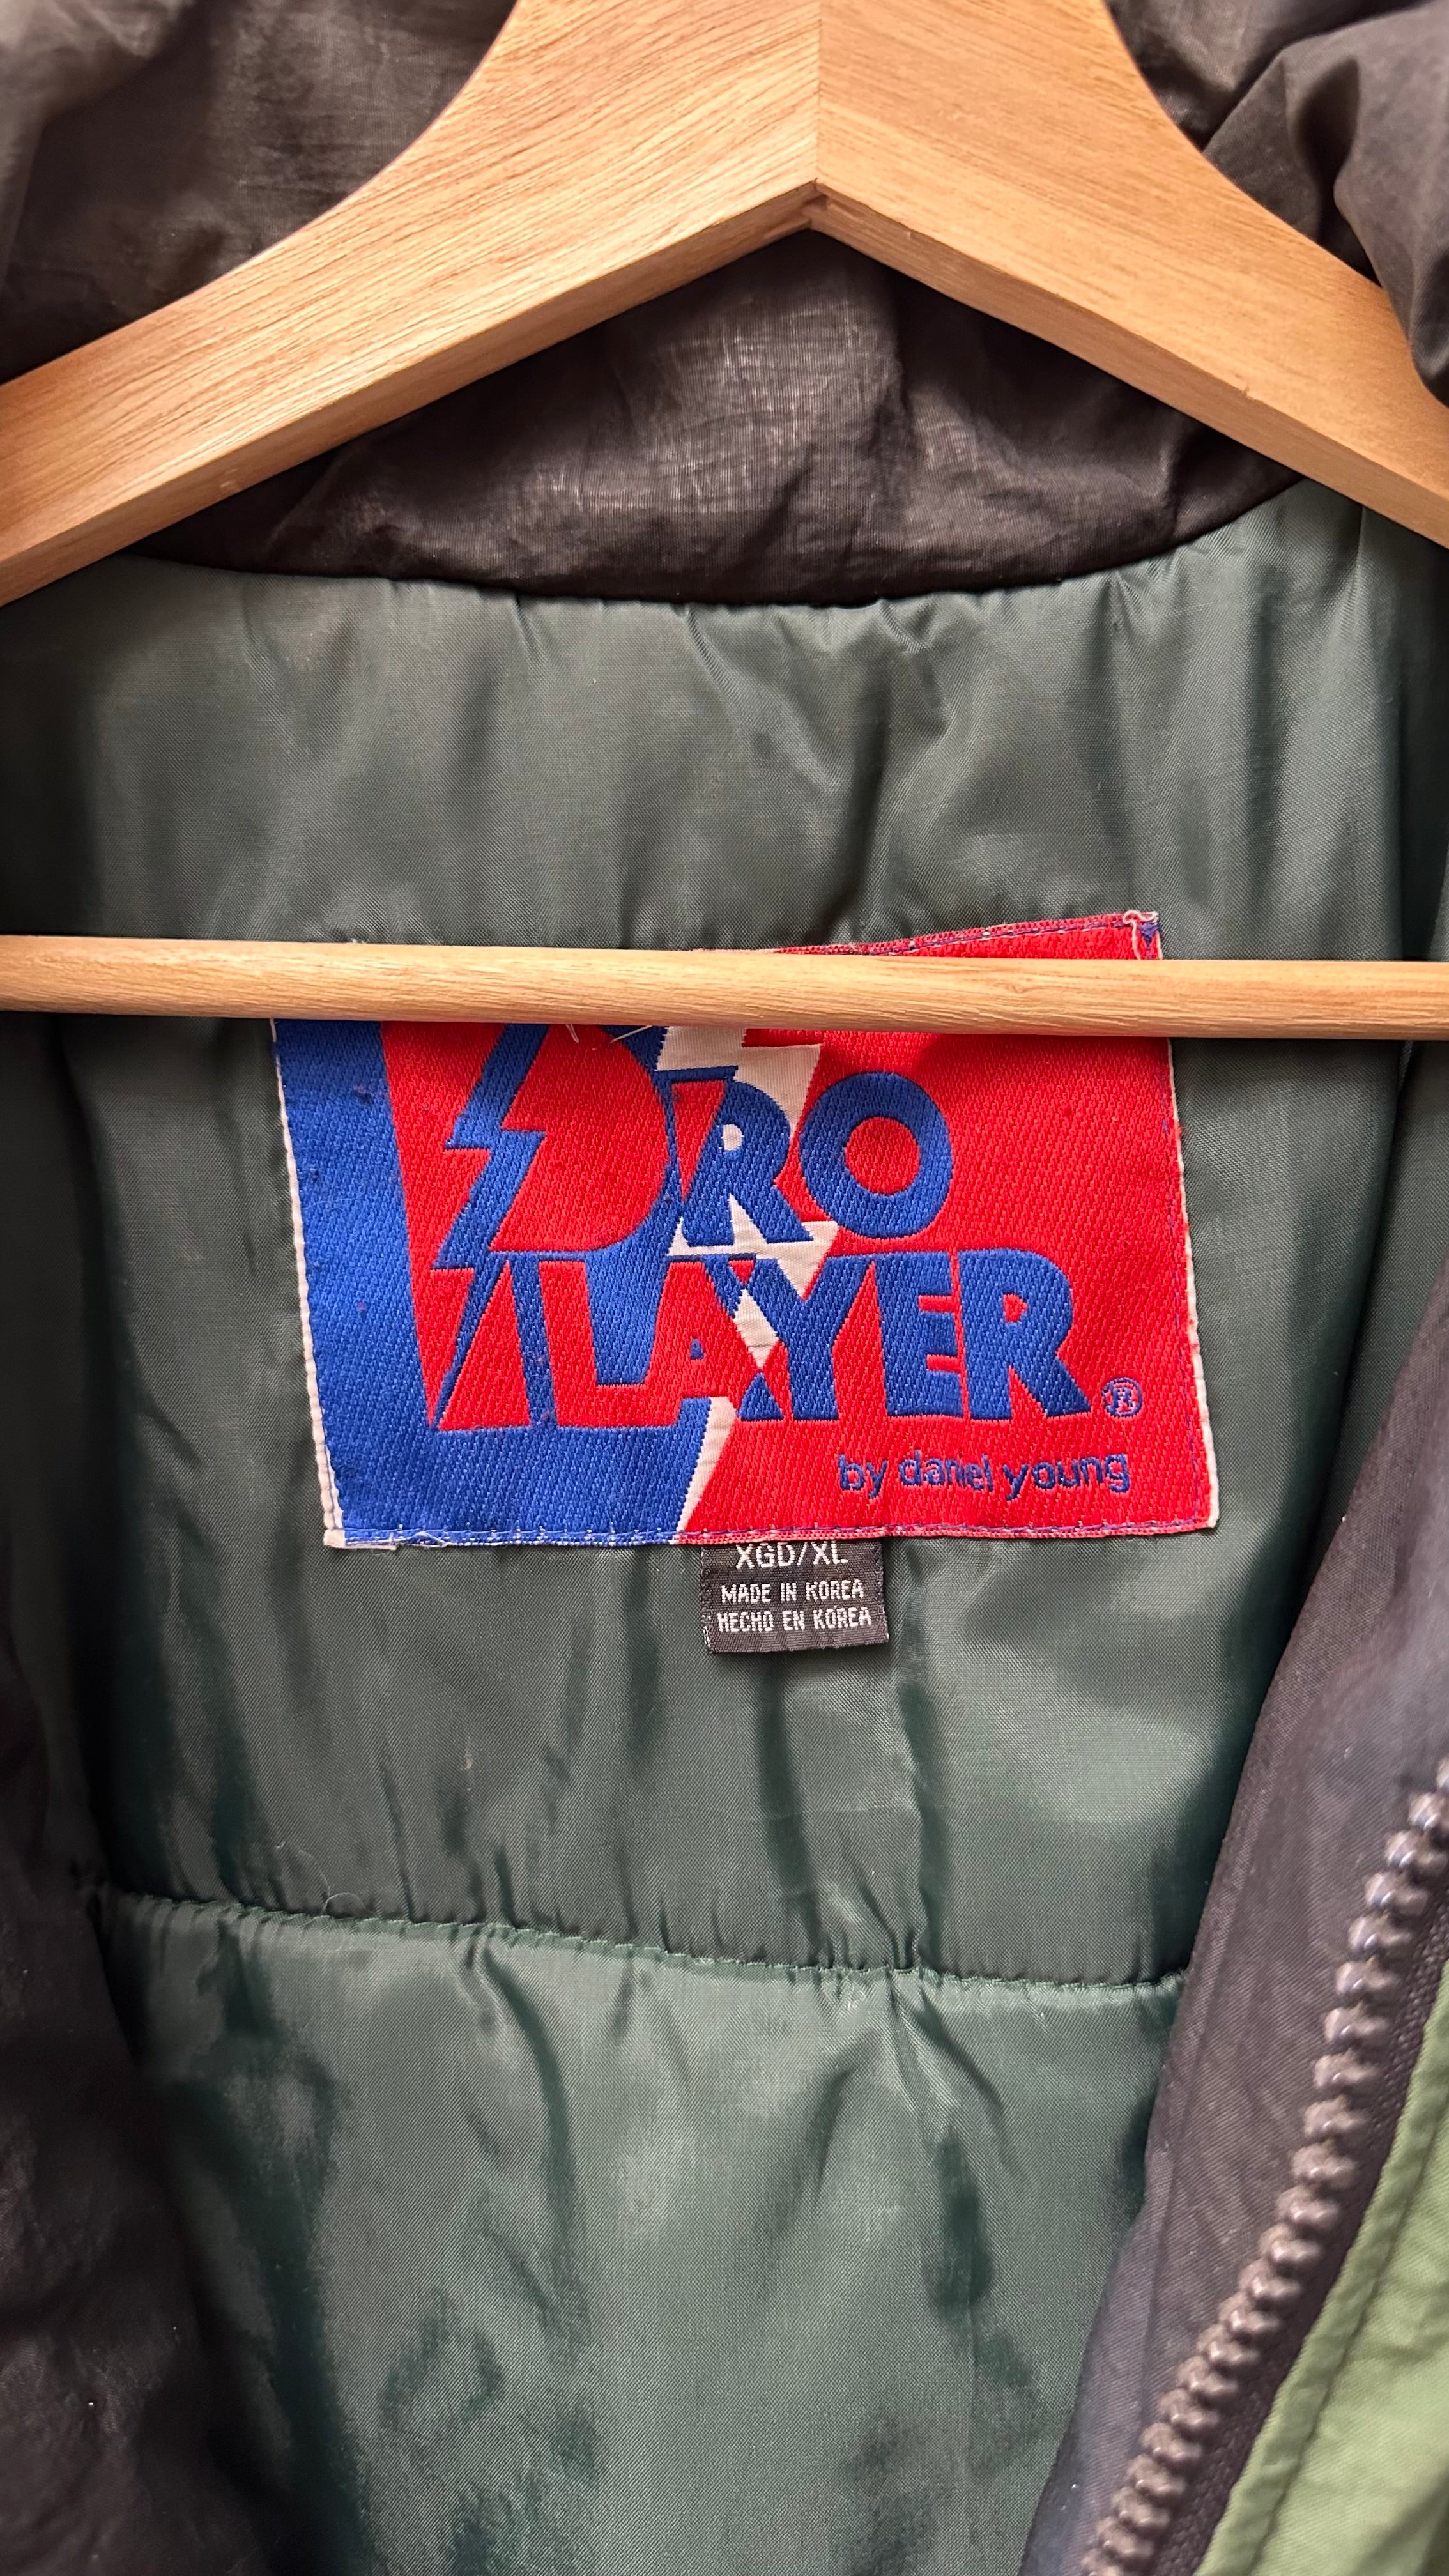 PRO
PLAYER®
by daniel young
XGD/XL
MADE IN KOREA
HECHO EN KOREA